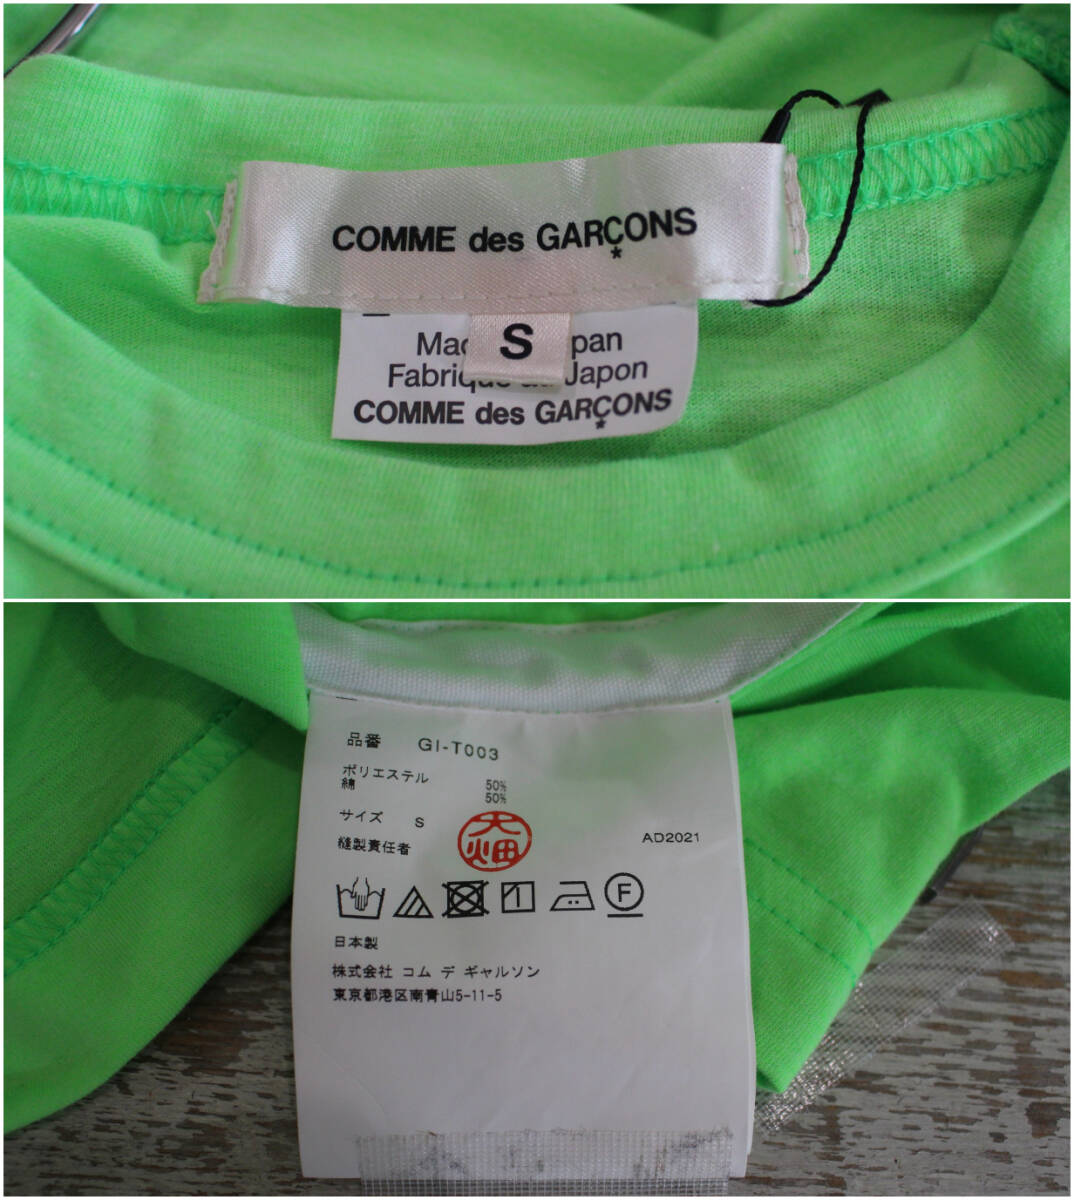 COMME des GARÇONS
S
pan
Japon
COMME des GARÇONS
品番 GI-T003
ポリエステル 50%
綿 50%
サイズ S
大畑
縫製責任者
AD2021
F
日本製
株式会社 コム デ ギャルソン
東京都港区南青山5-11-5